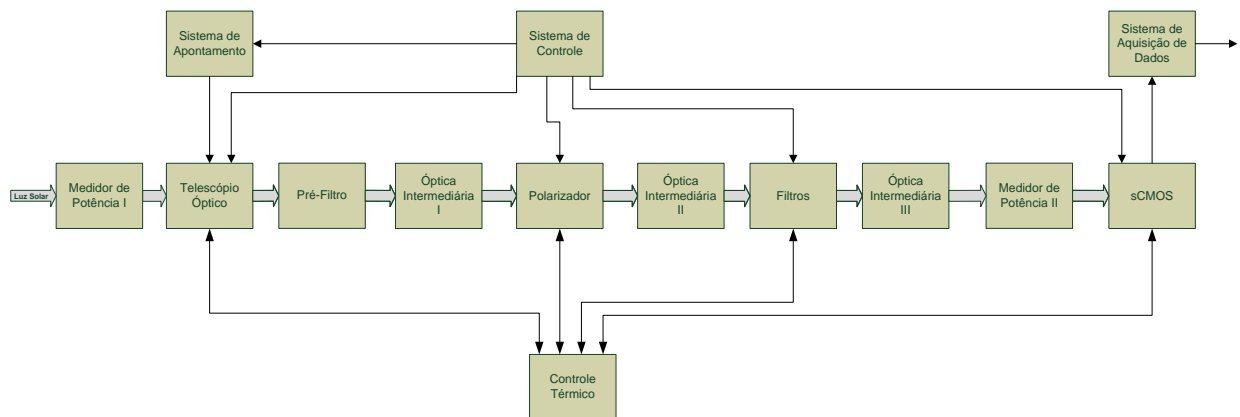 Sistema de
Apontamento
Sistema de
Controle
Sistema de
Aquisição de
Dados
Luz Solar
Medidor de
Potência I
Telescópio
Óptico
Pré-Filtro
Óptica
Intermediária
I
Polarizador
Óptica
Intermediária
II
Filtros
Óptica
Intermediária
III
Medidor de
Potência II
sCMOS
Controle
Térmico